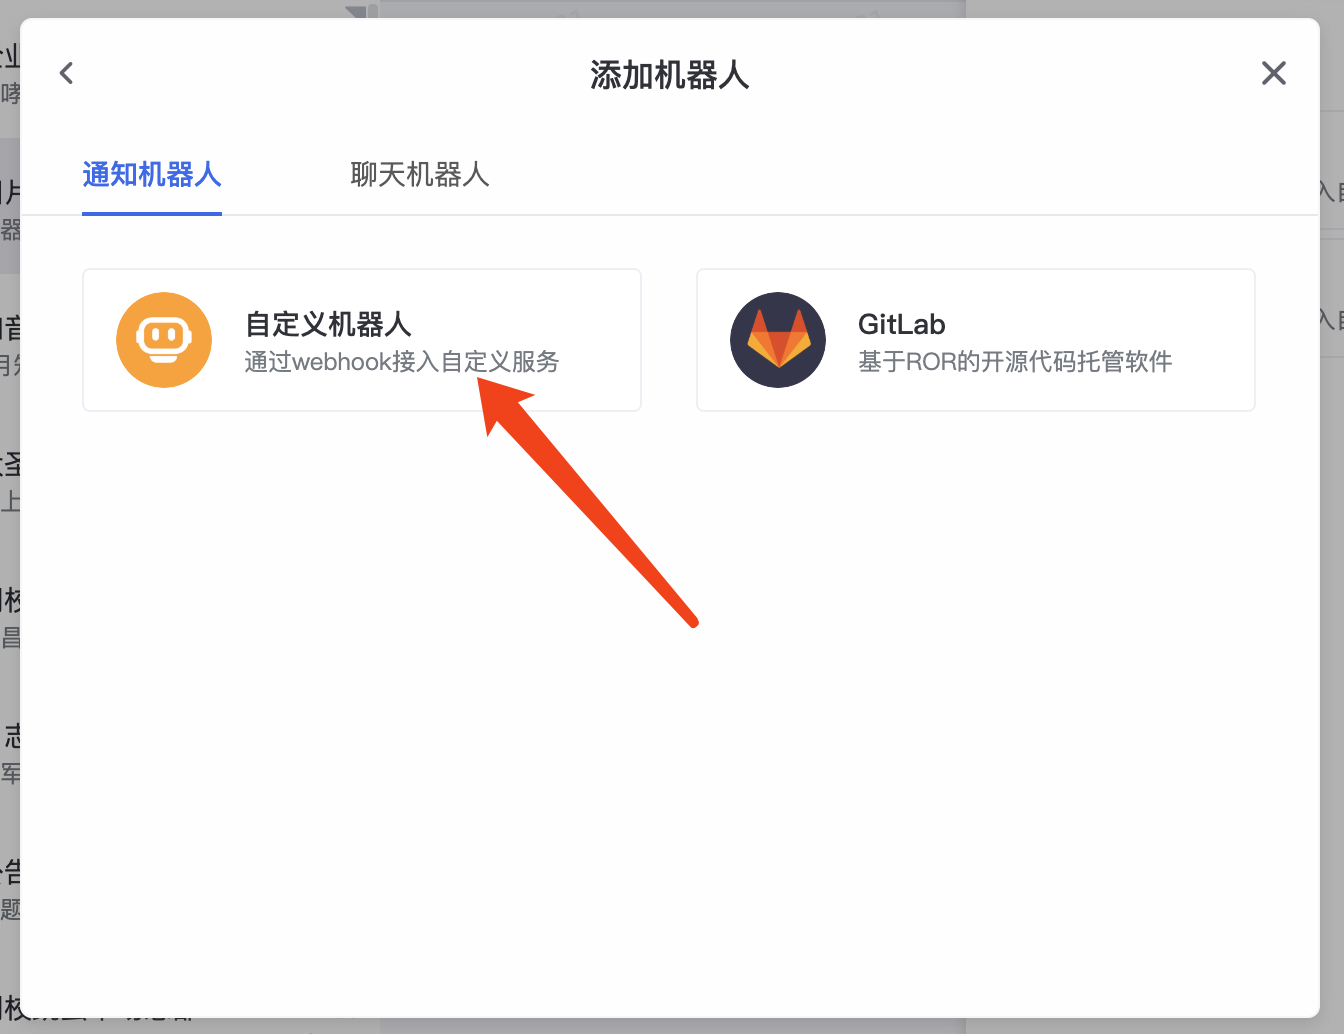 添加机器人
通知机器人
聊天机器人
自定义机器人
通过webhook接入自定义服务
GitLab
基于ROR的开源代码托管软件